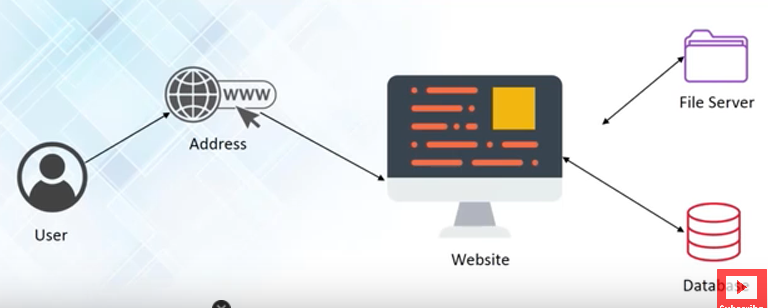 www
Address
User
Website
File Server
Database